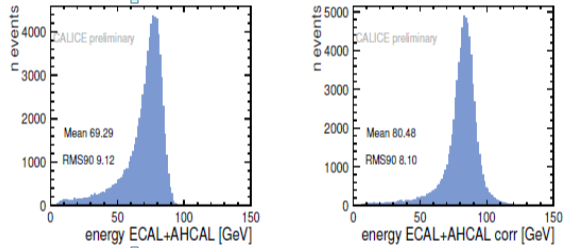 n events
4000
3000
2000
1000
0
CALICE preliminary
Mean 69.29
RMS90 9.12
0
50
100
150
energy ECAL+AHCAL [GeV]
n events
5000
4000
3000
2000
1000
0
CALICE preliminary
Mean 80.48
RMS90 8.10
0
50
100
150
energy ECAL+AHCAL corr [GeV]